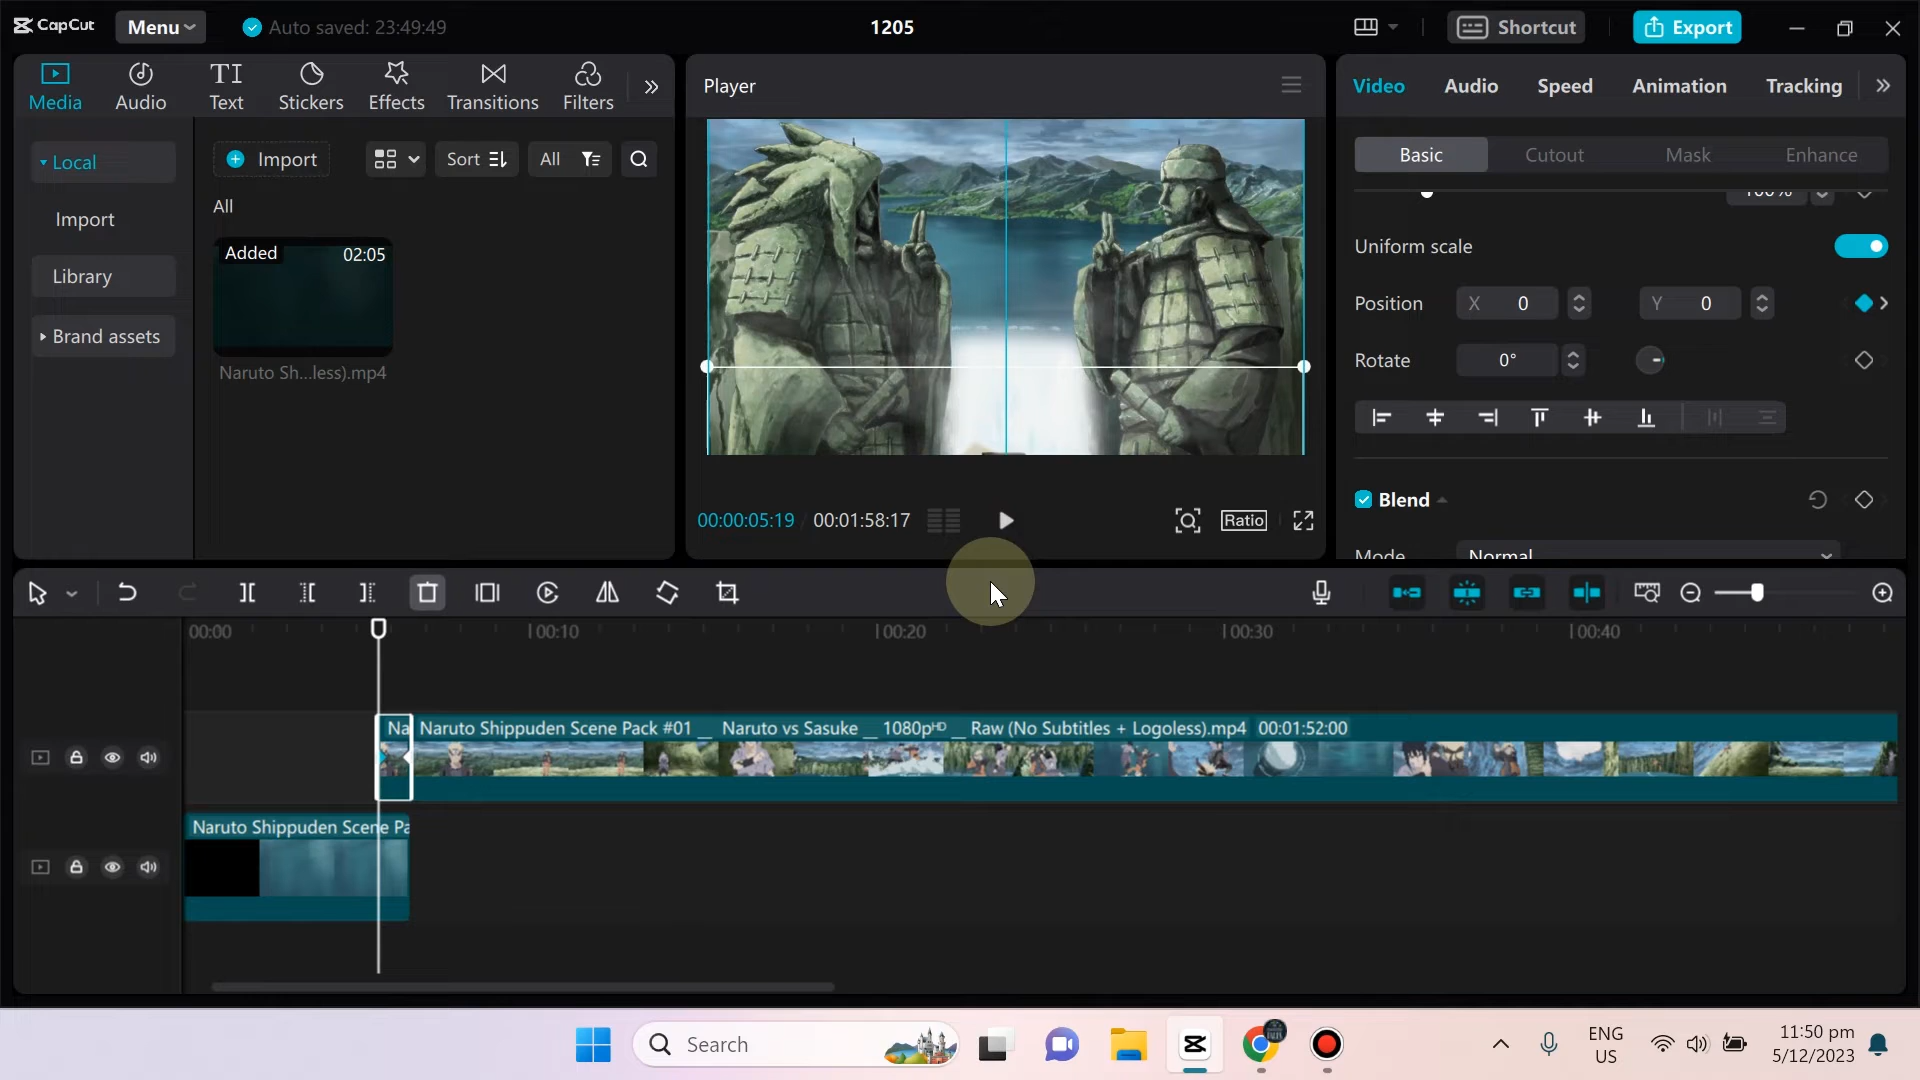 CapCut
Menu
Auto saved: 23:49:49
1205
Shortcut
Export
Media
Audio
Text
Stickers
Effects
Transitions
Filters
Local
Import
Library
Brand assets
Import
Sort
All
All
Added
02:05
Naruto Sh...less).mp4
Player
00:00:05:19
00:01:58:17
Ratio
Video
Audio
Speed
Animation
Tracking
Basic
Cutout
Mask
Enhance
100%
Uniform scale
Position
X 0
Y 0
Rotate
0°
Blend
Mode
Normal
00:00
00:10
00:20
00:30
00:40
Na
Naruto Shippuden Scene Pack #01 __ Naruto vs Sasuke __ 1080pᴴᴰ __ Raw (No Subtitles + Logoless).mp4 00:01:52:00
Naruto Shippuden Scene Pa
Search
ENG
US
11:50 pm
5/12/2023